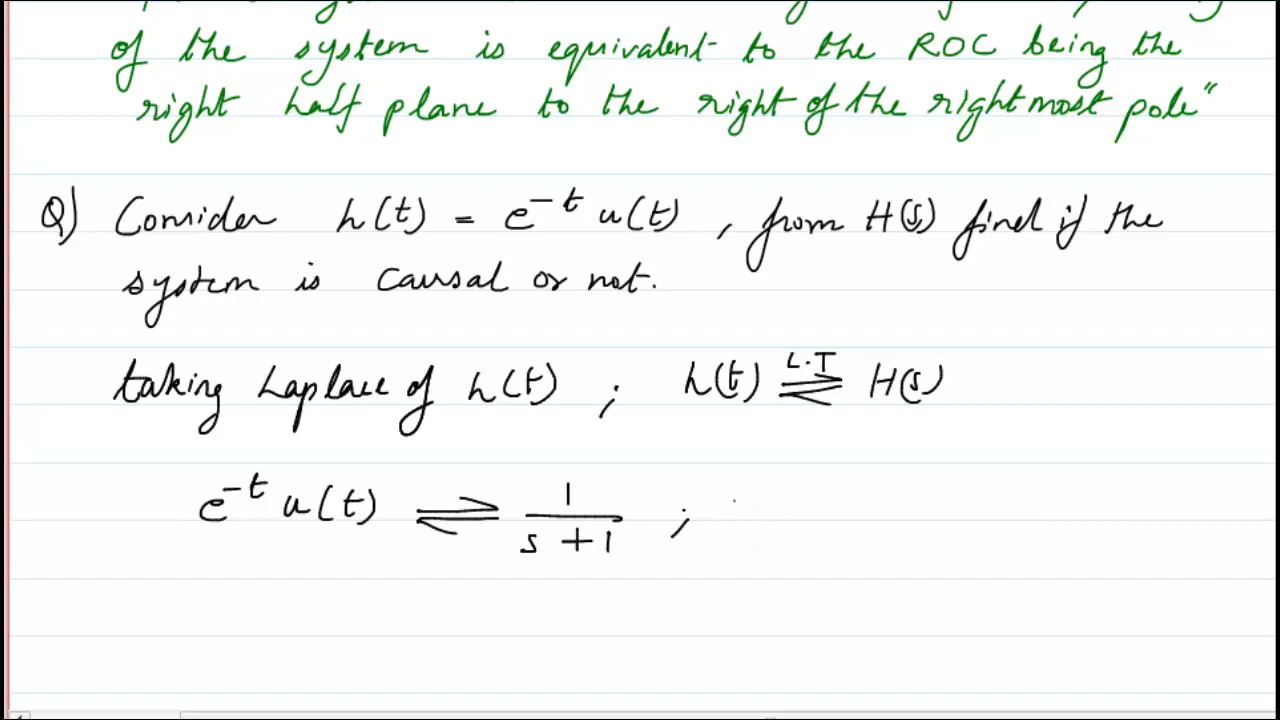 of the system is equivalent to the ROC being the
right half plane to the right of the rightmost pole"
Q) Consider h(t) = e^{-t} u(t) , from H(s) find if the
system is causal or not.
taking Laplace of h(t) ; h(t) L.T ⇌ H(s)
e^{-t} u(t) ⇌ 1/(s+1) ;